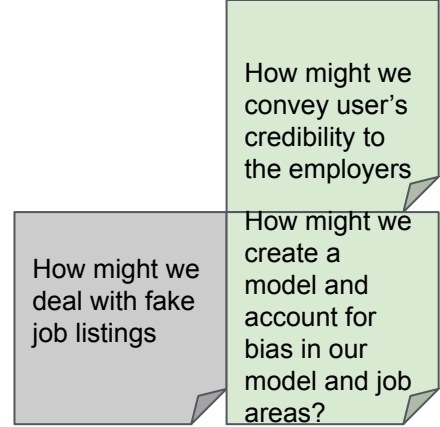 How might we
convey user’s
credibility to
the employers
How might we
deal with fake
job listings
How might we
create a
model and
account for
bias in our
model and job
areas?